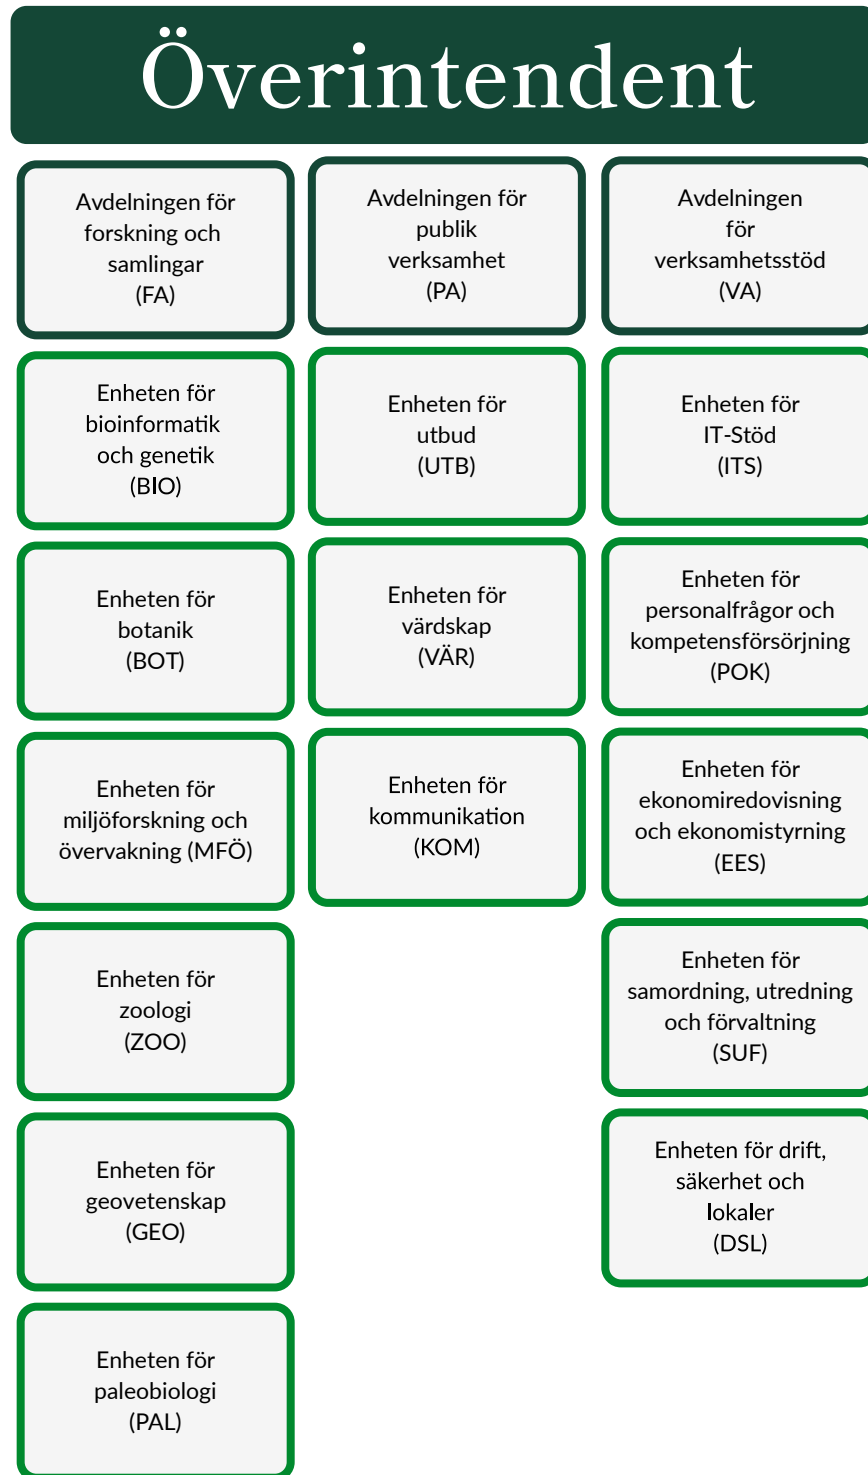 Överintendent
Avdelningen för
forskning och
samlingar
(FA)
Enheten för
bioinformatik
och genetik
(BIO)
Enheten för
botanik
(BOT)
Enheten för
miljöforskning och
övervakning (MFÖ)
Enheten för
zoologi
(ZOO)
Enheten för
geovetenskap
(GEO)
Enheten för
paleobiologi
(PAL)
Avdelningen för
publik
verksamhet
(PA)
Enheten för
utbud
(UTB)
Enheten för
värdskap
(VÄR)
Enheten för
kommunikation
(KOM)
Avdelningen
för
verksamhetsstöd
(VA)
Enheten för
IT-Stöd
(ITS)
Enheten för
personalfrågor och
kompetensförsörjning
(POK)
Enheten för
ekonomiredovisning
och ekonomistyrning
(EES)
Enheten för
samordning, utredning
och förvaltning
(SUF)
Enheten för drift,
säkerhet och
lokaler
(DSL)